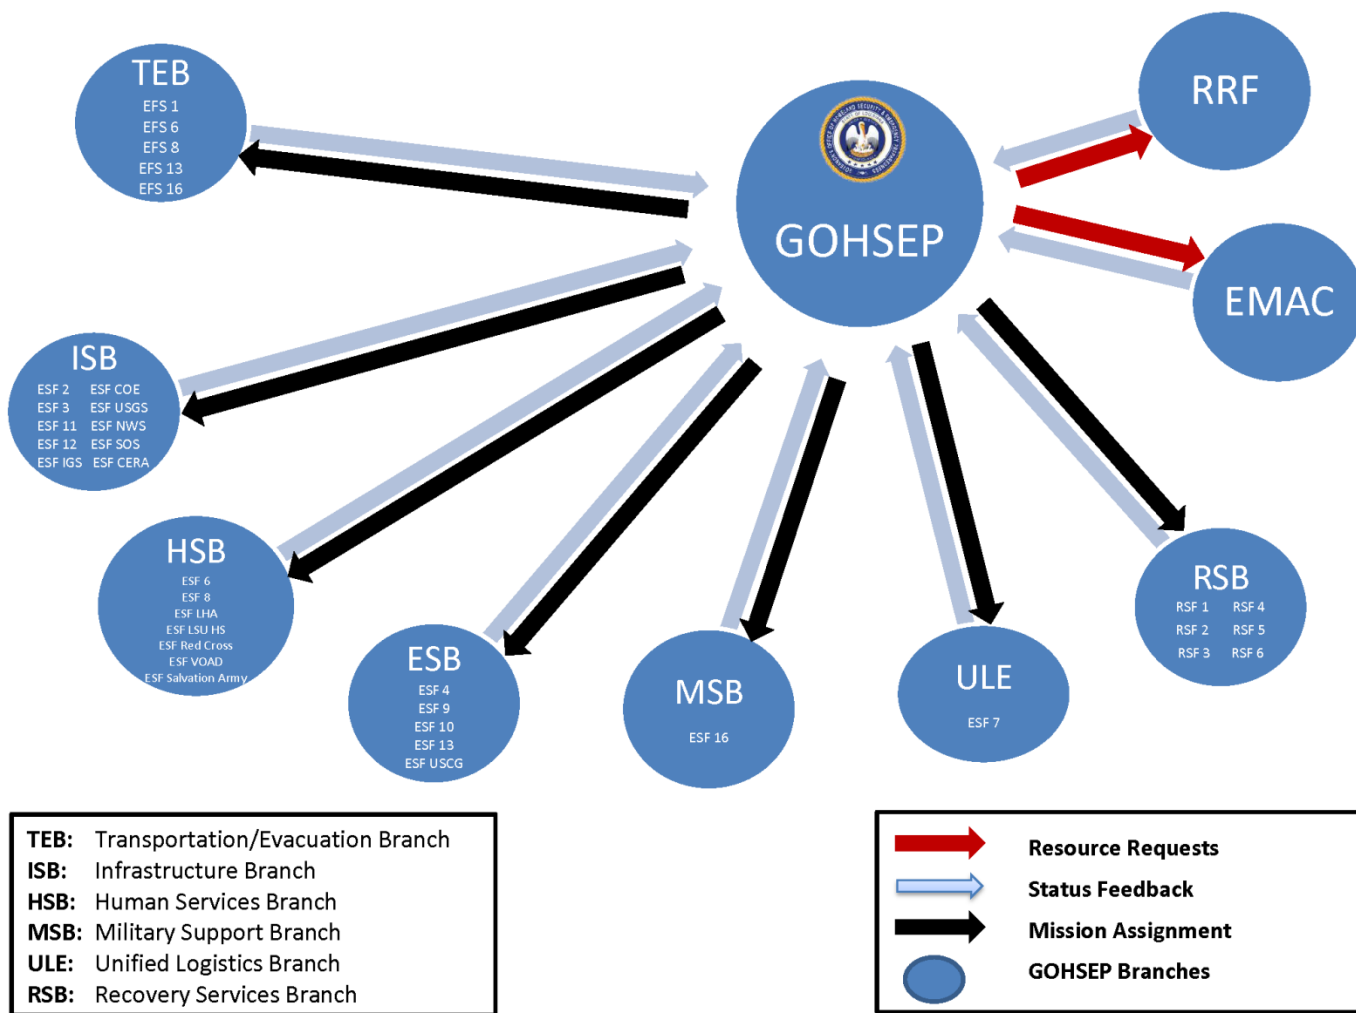 TEB
EFS 1
EFS 6
EFS 8
EFS 13
EFS 16
GOHSEP
RRF
EMAC
ISB
ESF 2 ESF COE
ESF 3 ESF USGS
ESF 11 ESF NWS
ESF 12 ESF SOS
ESF IGS ESF CERA
HSB
ESF 6
ESF 8
ESF LHA
ESF LSU HS
ESF Red Cross
ESF VOAD
ESF Salvation Army
ESB
ESF 4
ESF 9
ESF 10
ESF 13
ESF USCG
MSB
ESF 16
ULE
ESF 7
RSB
RSF 1 RSF 4
RSF 2 RSF 5
RSF 3 RSF 6
TEB: Transportation/Evacuation Branch
ISB: Infrastructure Branch
HSB: Human Services Branch
MSB: Military Support Branch
ULE: Unified Logistics Branch
RSB: Recovery Services Branch
Resource Requests
Status Feedback
Mission Assignment
GOHSEP Branches